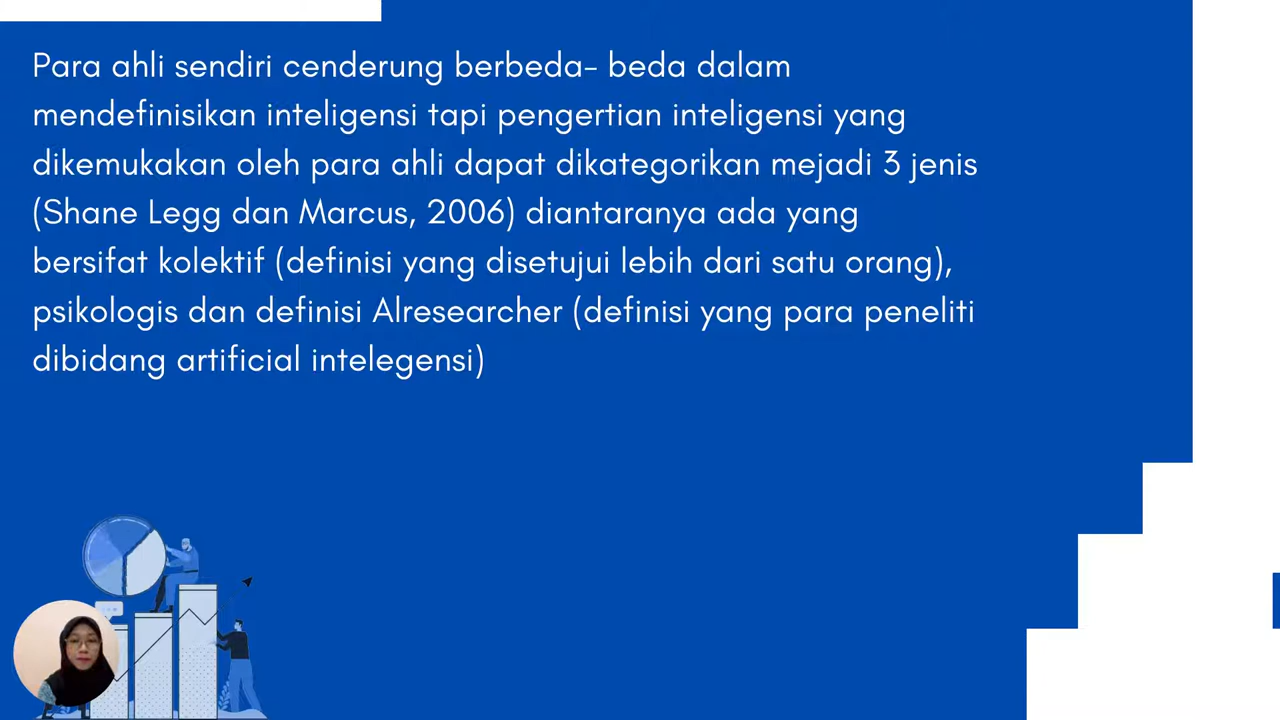 Para ahli sendiri cenderung berbeda- beda dalam
mendefinisikan inteligensi tapi pengertian inteligensi yang
dikemukakan oleh para ahli dapat dikategorikan mejadi 3 jenis
(Shane Legg dan Marcus, 2006) diantaranya ada yang
bersifat kolektif (definisi yang disetujui lebih dari satu orang),
psikologis dan definisi AIresearcher (definisi yang para peneliti
dibidang artificial intelegensi)